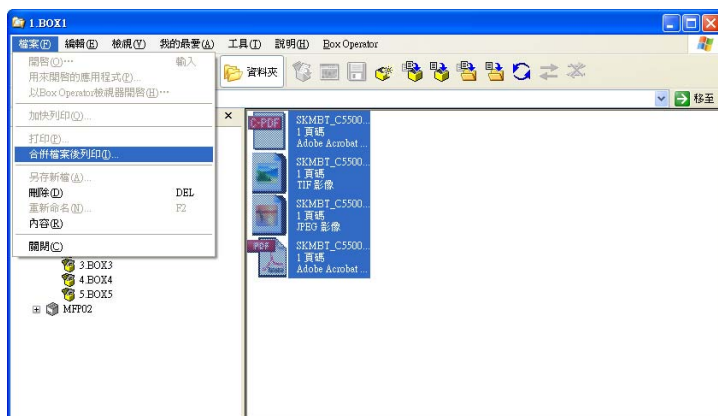 1.BOX1
檔案(F) 編輯(E) 檢視(V) 我的最愛(A) 工具(T) 說明(H) Box Operator
開啓(O)… 輸入
用來開啓的應用程式(P)...
以Box Operator檢視器開啓(H)…
資料夾
移至
加快列印(Q)...
打印(P)...
合併檔案後列印(I)...
另存新檔(A)...
刪除(D) DEL
重新命名(N)... F2
內容(R)
關閉(C)
3.BOX3
4.BOX4
5.BOX5
MFP02
C-PDF
SKMBT_C5500...
1 頁碼
Adobe Acrobat ...
SKMBT_C5500...
1 頁碼
TIF 影像
SKMBT_C5500...
1 頁碼
JPEG 影像
PDF
SKMBT_C5500...
1 頁碼
Adobe Acrobat ...